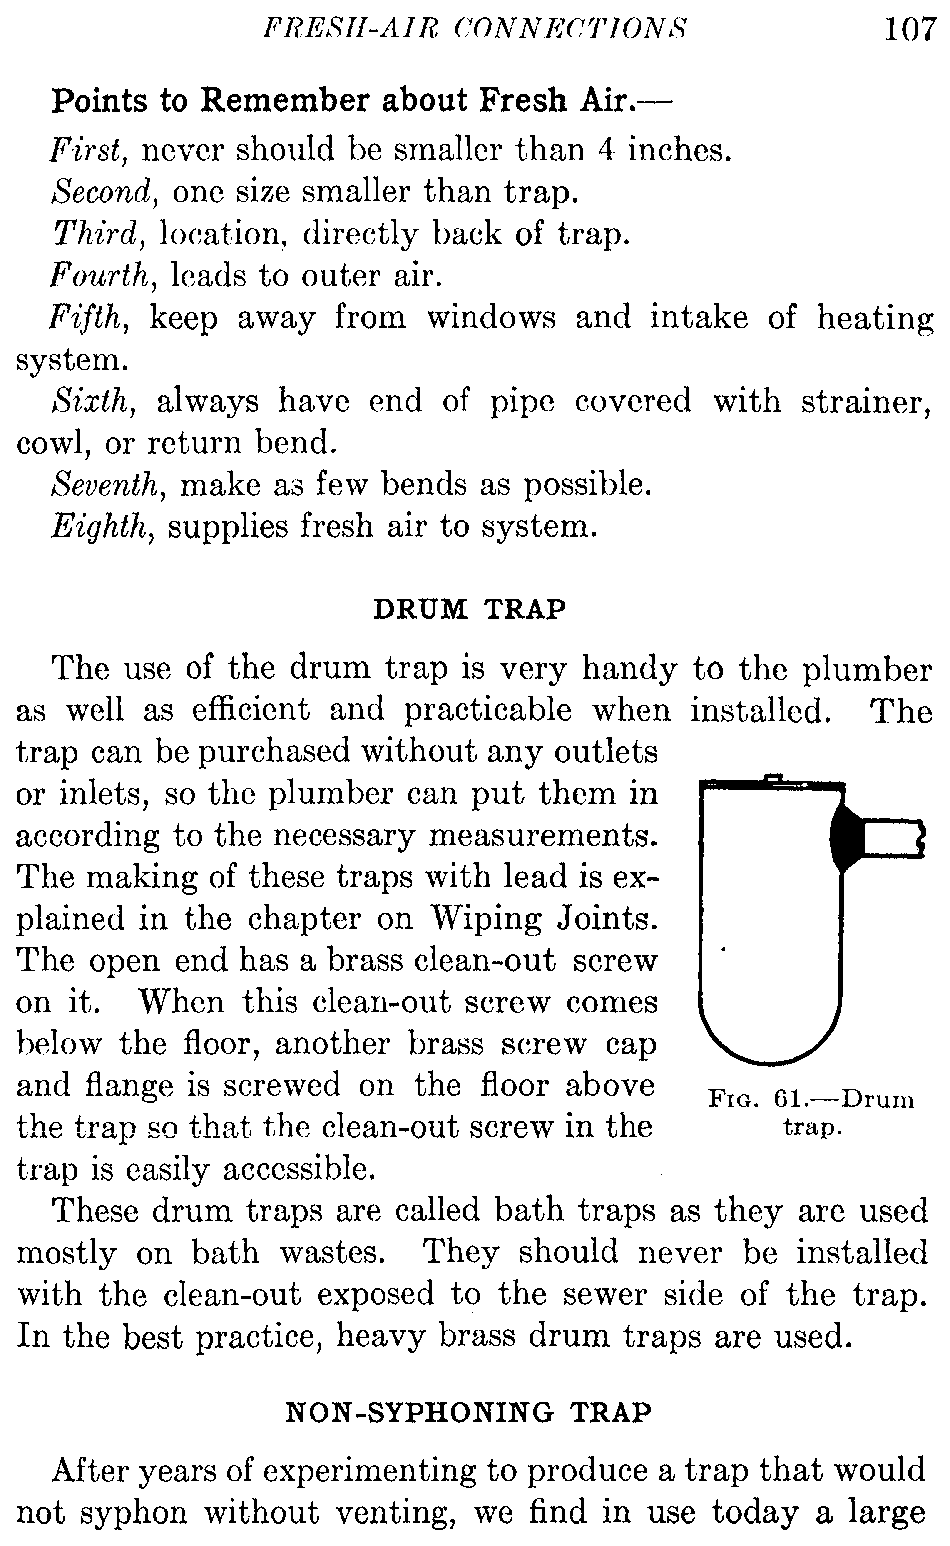 FRESH-AIR CONNECTIONS 107
Points to Remember about Fresh Air.—
First, never should be smaller than 4 inches.
Second, one size smaller than trap.
Third, location, directly back of trap.
Fourth, leads to outer air.
Fifth, keep away from windows and intake of heating
system.
Sixth, always have end of pipe covered with strainer,
cowl, or return bend.
Seventh, make as few bends as possible.
Eighth, supplies fresh air to system.
DRUM TRAP
The use of the drum trap is very handy to the plumber
as well as efficient and practicable when installed. The
trap can be purchased without any outlets
or inlets, so the plumber can put them in
according to the necessary measurements.
The making of these traps with lead is ex-
plained in the chapter on Wiping Joints.
The open end has a brass clean-out screw
on it. When this clean-out screw comes
below the floor, another brass screw cap
and flange is screwed on the floor above
the trap so that the clean-out screw in the
trap is easily accessible.
FIG. 61.—Drum
trap.
These drum traps are called bath traps as they are used
mostly on bath wastes. They should never be installed
with the clean-out exposed to the sewer side of the trap.
In the best practice, heavy brass drum traps are used.
NON-SYPHONING TRAP
After years of experimenting to produce a trap that would
not syphon without venting, we find in use today a large